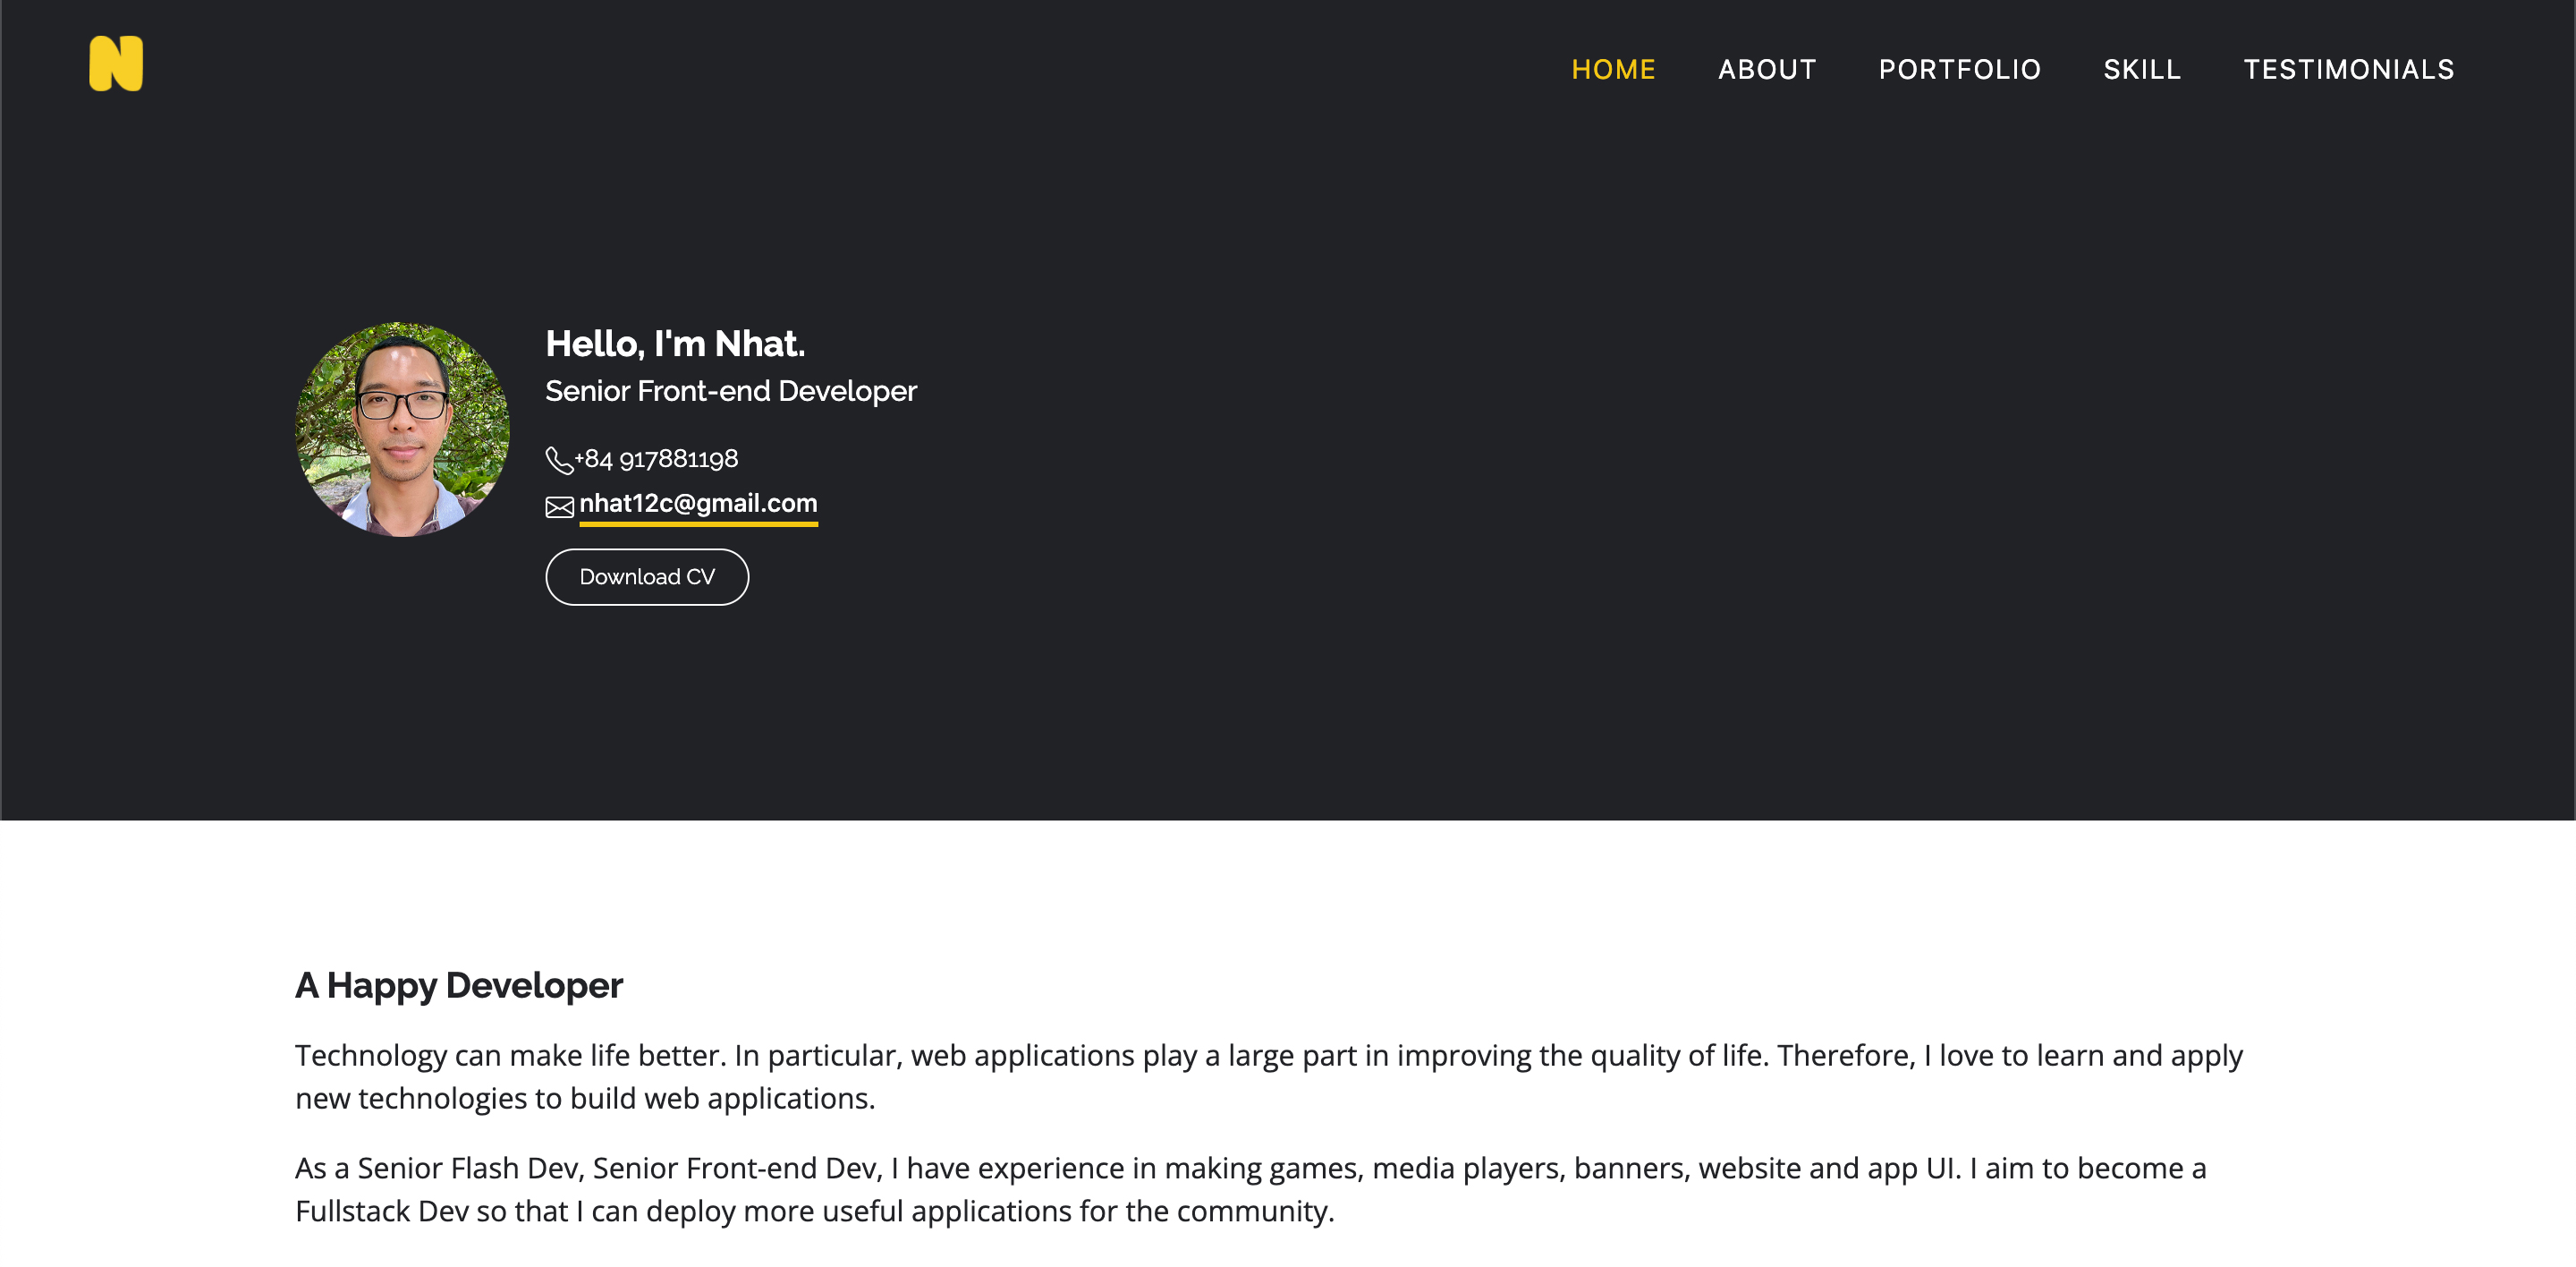 N
HOME ABOUT PORTFOLIO SKILL TESTIMONIALS
Hello, I'm Nhat.
Senior Front-end Developer
+84 917881198
nhat12c@gmail.com
Download CV
A Happy Developer
Technology can make life better. In particular, web applications play a large part in improving the quality of life. Therefore, I love to learn and apply
new technologies to build web applications.
As a Senior Flash Dev, Senior Front-end Dev, I have experience in making games, media players, banners, website and app UI. I aim to become a
Fullstack Dev so that I can deploy more useful applications for the community.